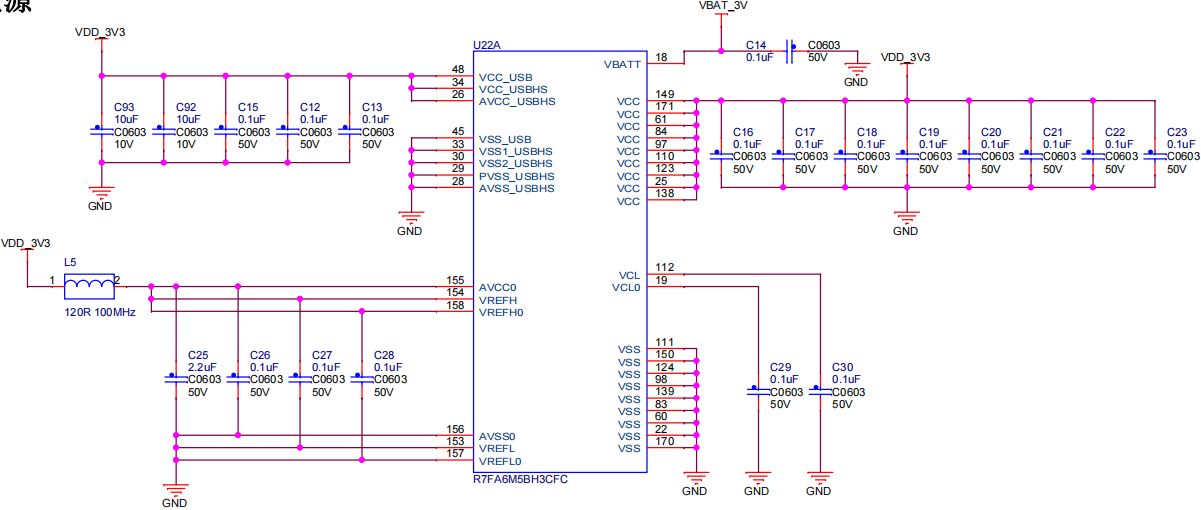 源
VBAT_3V
VDD_3V3
U22A
C14
0.1uF
C0603
50V
VBATT
18
GND
VDD_3V3
48
VCC_USB
34
VCC_USBHS
26
AVCC_USBHS
C93
10uF
C0603
10V
C92
10uF
C0603
10V
C15
0.1uF
C0603
50V
C12
0.1uF
C0603
50V
C13
0.1uF
C0603
50V
GND
45
VSS_USB
33
VSS1_USBHS
30
VSS2_USBHS
29
PVSS_USBHS
28
AVSS_USBHS
GND
VCC
149
VCC
171
VCC
61
VCC
84
VCC
97
VCC
110
VCC
123
VCC
25
VCC
138
C16
0.1uF
C0603
50V
C17
0.1uF
C0603
50V
C18
0.1uF
C0603
50V
C19
0.1uF
C0603
50V
C20
0.1uF
C0603
50V
C21
0.1uF
C0603
50V
C22
0.1uF
C0603
50V
C23
0.1uF
C0603
50V
GND
VDD_3V3
L5
1
2
120R 100MHz
155
AVCC0
154
VREFH
158
VREFH0
VCL
112
VCL0
19
C25
2.2uF
C0603
50V
C26
0.1uF
C0603
50V
C27
0.1uF
C0603
50V
C28
0.1uF
C0603
50V
156
AVSS0
153
VREFL
157
VREFL0
GND
VSS
111
VSS
150
VSS
124
VSS
98
VSS
139
VSS
83
VSS
60
VSS
22
VSS
170
C29
0.1uF
C0603
50V
C30
0.1uF
C0603
50V
GND
GND
GND
R7FA6M5BH3CFC